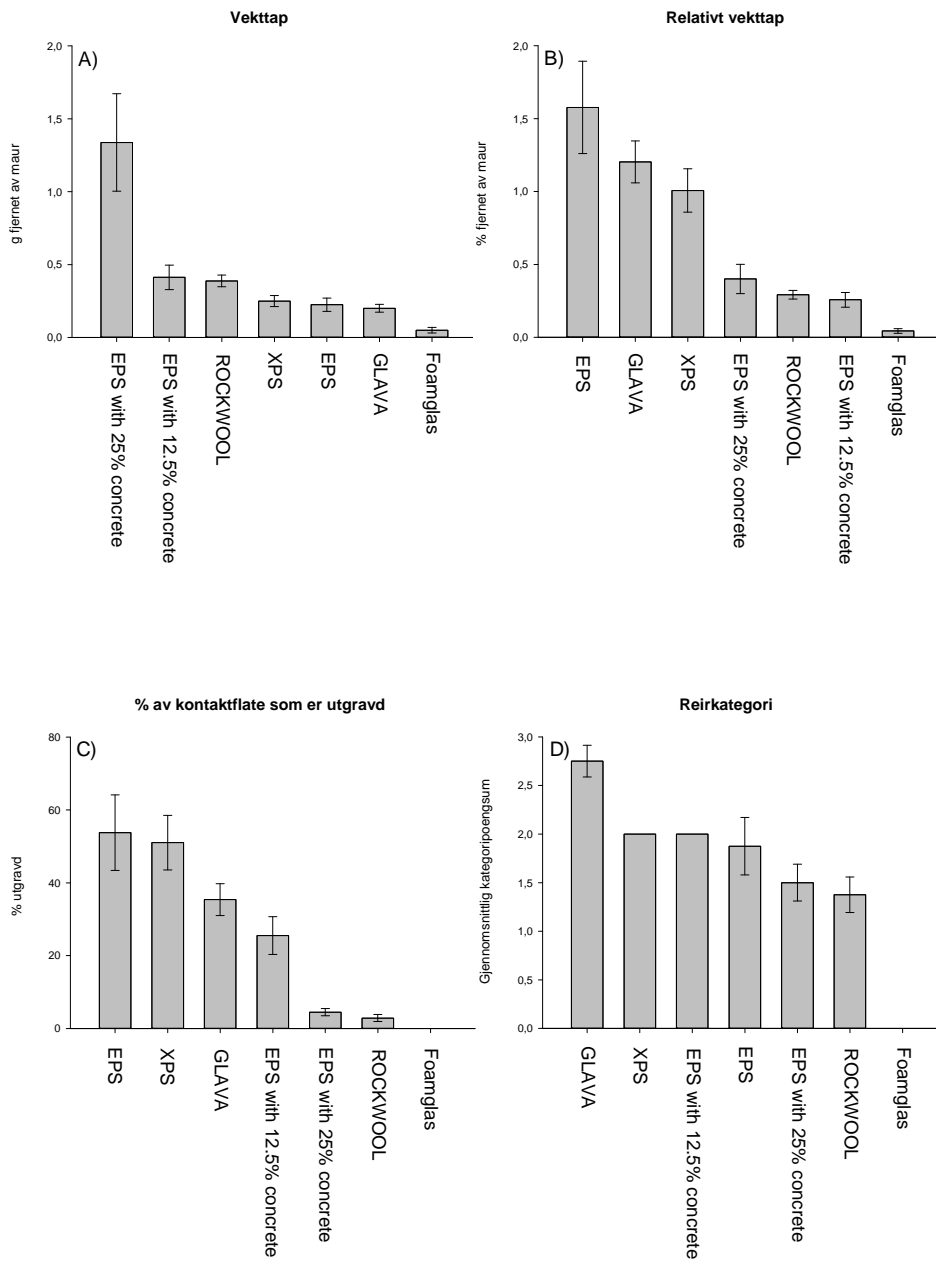 Vekttap
A)
g fjernet av maur
2,0
1,5
1,0
0,5
0,0
EPS with 25% concrete
EPS with 12.5% concrete
ROCKWOOL
XPS
EPS
GLAVA
Foamglas
Relativt vekttap
B)
% fjernet av maur
2,0
1,5
1,0
0,5
0,0
EPS
GLAVA
XPS
EPS with 25% concrete
ROCKWOOL
EPS with 12.5% concrete
Foamglas
% av kontaktflate som er utgravd
C)
% utgravd
80
60
40
20
0
EPS
XPS
GLAVA
EPS with 12.5% concrete
EPS with 25% concrete
ROCKWOOL
Foamglas
Reirkategori
D)
Gjennomsnittlig kategoripoengsum
3,0
2,5
2,0
1,5
1,0
0,5
0,0
GLAVA
XPS
EPS with 12.5% concrete
EPS
EPS with 25% concrete
ROCKWOOL
Foamglas